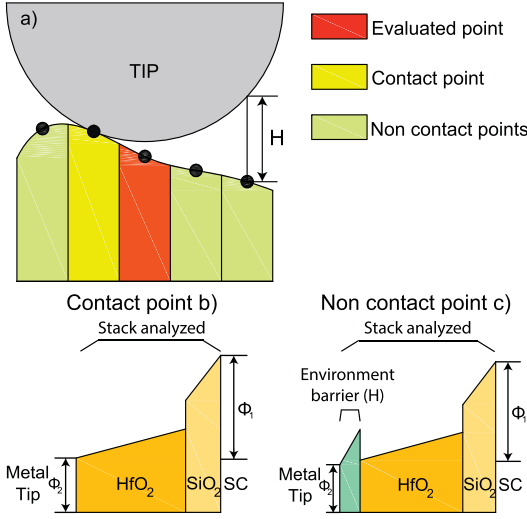 a)
TIP
H
Evaluated point
Contact point
Non contact points
Contact point b)
Stack analyzed
Φ1
Metal
Tip
Φ2
HfO2
SiO2
SC
Non contact point c)
Stack analyzed
Environment
barrier (H)
Φ1
Metal
Tip
Φ2
HfO2
SiO2
SC